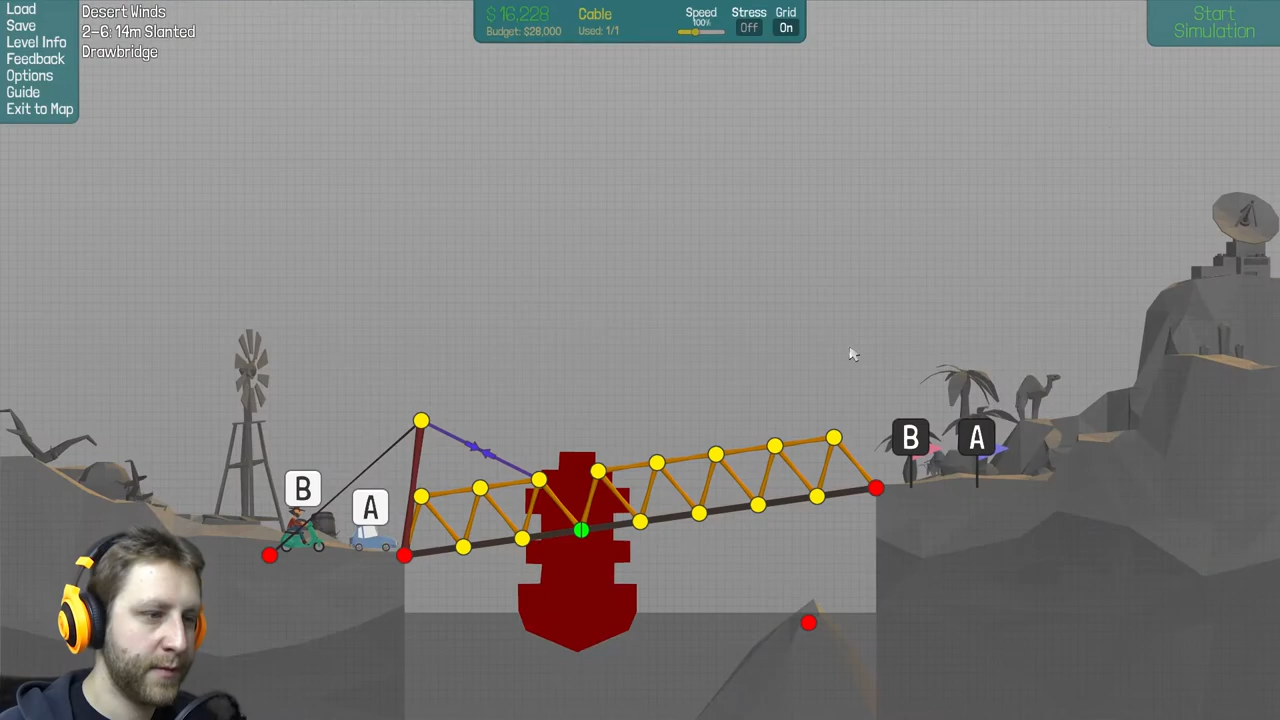 Load
Save
Level Info
Feedback
Options
Guide
Exit to Map
Desert Winds
2-6: 14m Slanted
Drawbridge
$ 16,228
Budget: $28,000
Cable
Used: 1/1
Speed
100%
Stress
Off
Grid
On
Start
Simulation
B
A
B
A